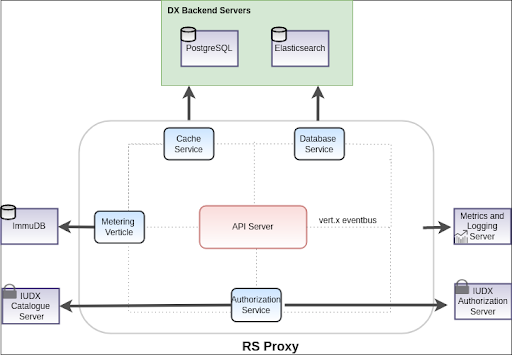 DX Backend Servers
PostgreSQL
Elasticsearch
Cache
Service
Database
Service
ImmuDB
Metering
Verticle
API Server
vert.x eventbus
Metrics and
Logging
Server
IUDX
Catalogue
Server
Authorization
Service
IUDX
Authorization
Server
RS Proxy